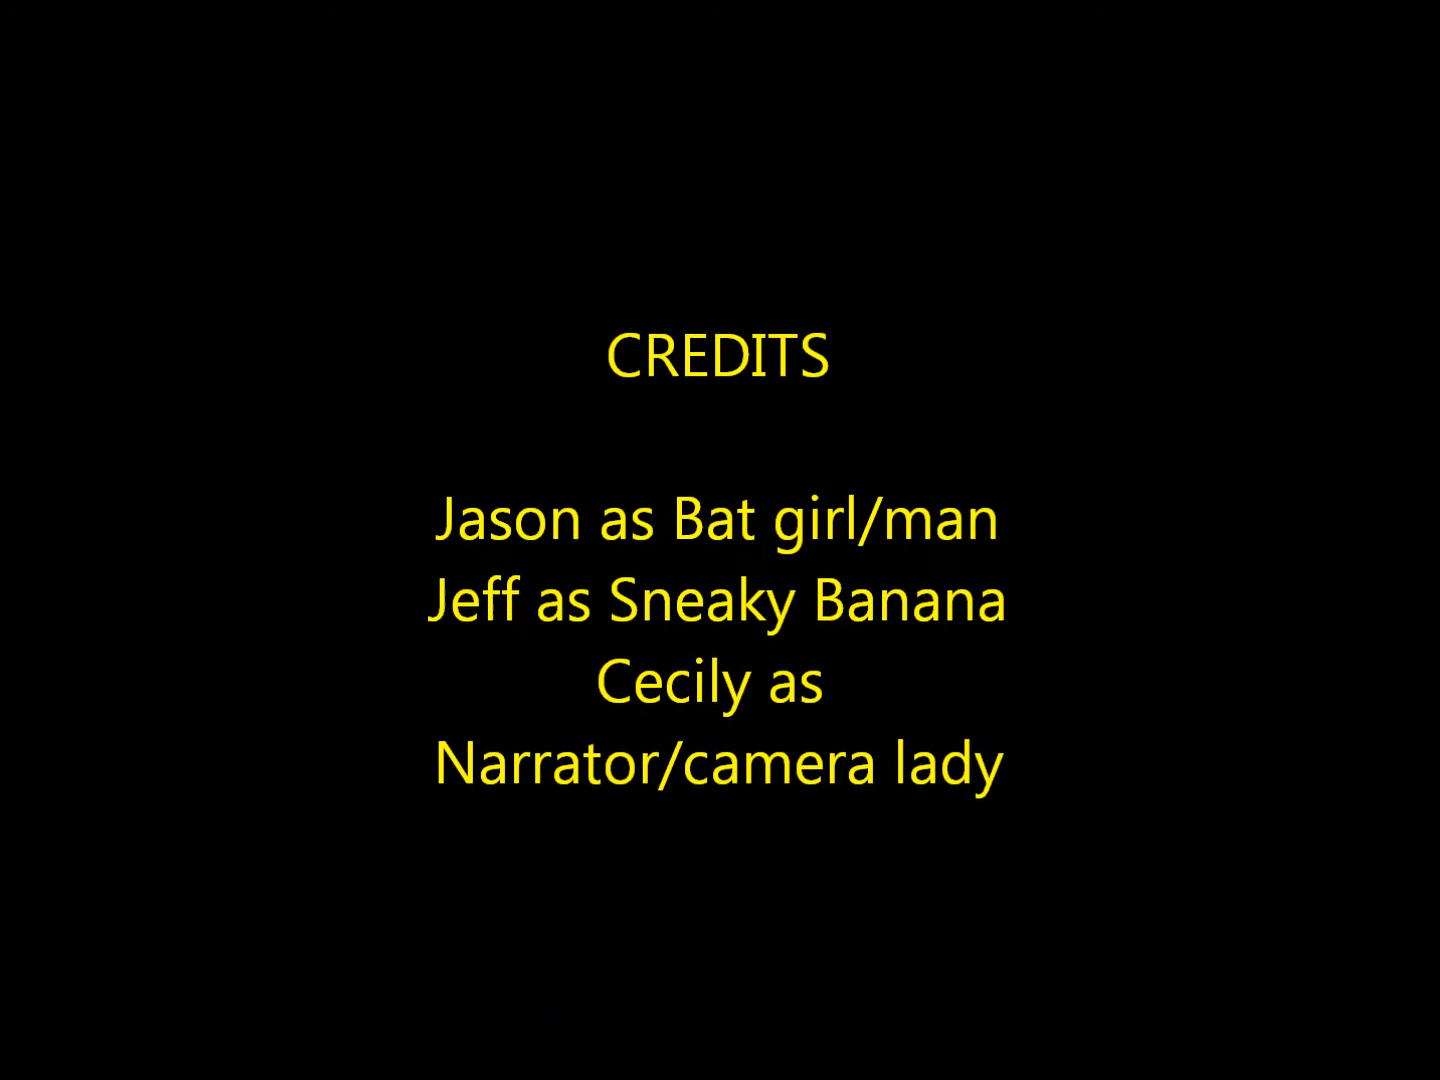 CREDITS
Jason as Bat girl/man
Jeff as Sneaky Banana
Cecily as
Narrator/camera lady